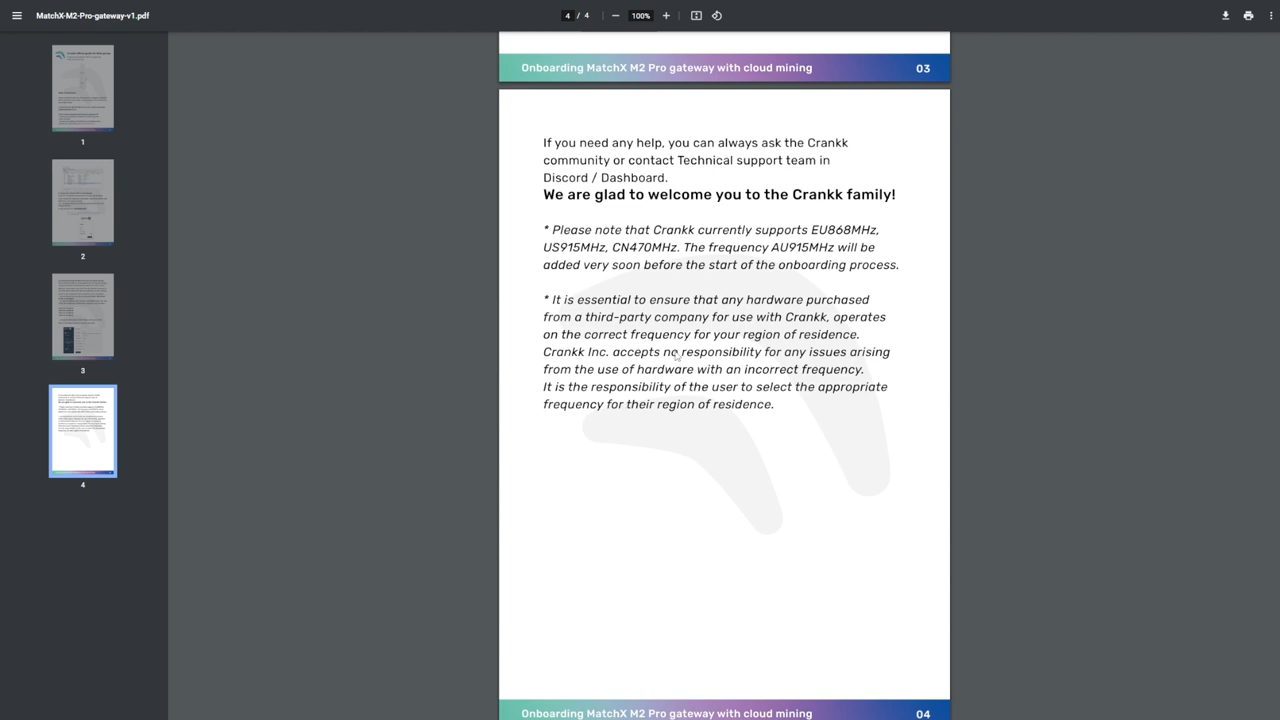 MatchX-M2-Pro-gateway-v1.pdf
4 / 4
100%
1
2
3
4
Onboarding MatchX M2 Pro gateway with cloud mining 03
If you need any help, you can always ask the Crankk
community or contact Technical support team in
Discord / Dashboard.
We are glad to welcome you to the Crankk family!
* Please note that Crankk currently supports EU868MHz,
US915MHz, CN470MHz. The frequency AU915MHz will be
added very soon before the start of the onboarding process.
* It is essential to ensure that any hardware purchased
from a third-party company for use with Crankk, operates
on the correct frequency for your region of residence.
Crankk Inc. accepts no responsibility for any issues arising
from the use of hardware with an incorrect frequency.
It is the responsibility of the user to select the appropriate
frequency for their region of residence.
Onboarding MatchX M2 Pro gateway with cloud mining 04